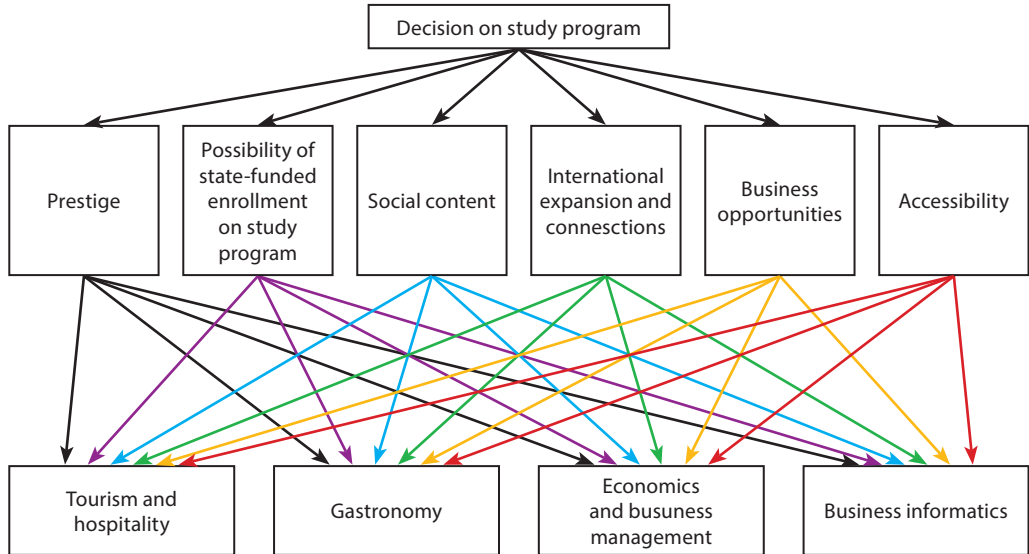 Decision on study program
Prestige
Possibility of
state-funded
enrollment
on study
program
Social content
International
expansion and
connesctions
Business
opportunities
Accessibility
Tourism and
hospitality
Gastronomy
Economics
and busuness
management
Business informatics